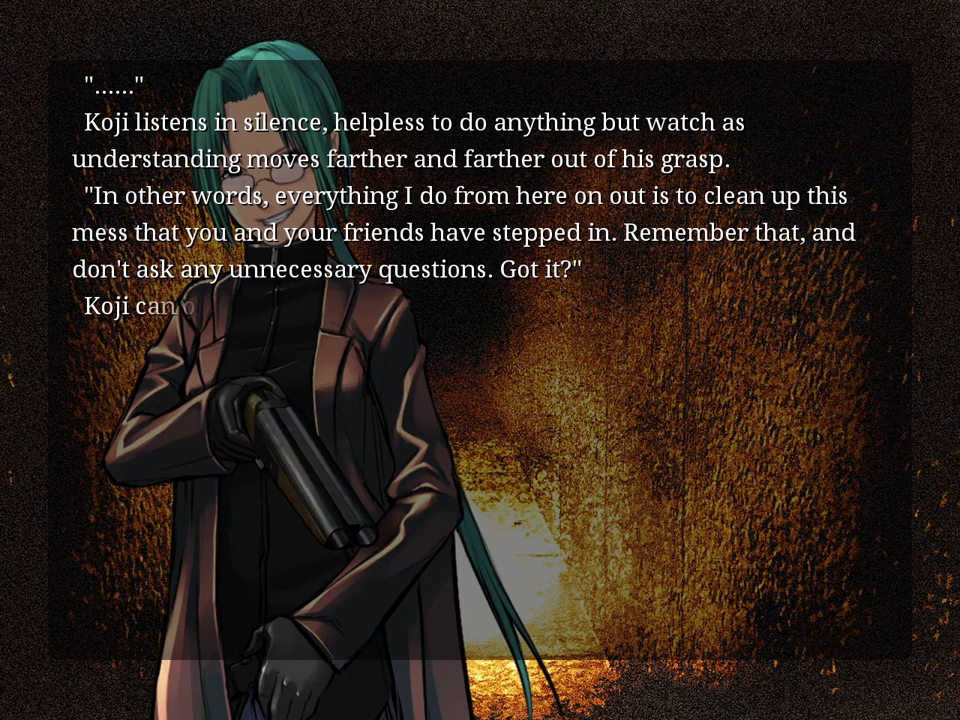 "......"
Koji listens in silence, helpless to do anything but watch as
understanding moves farther and farther out of his grasp.
"In other words, everything I do from here on out is to clean up this
mess that you and your friends have stepped in. Remember that, and
don't ask any unnecessary questions. Got it?"
Koji can o